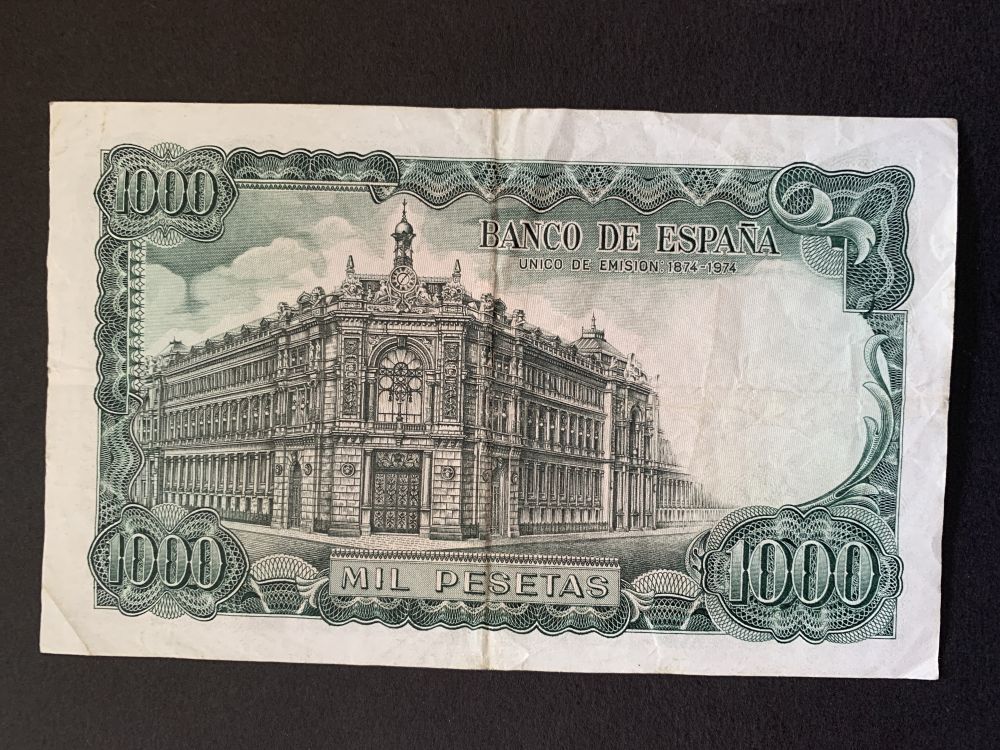 1000
BANCO DE ESPAÑA
UNICO DE EMISION: 1874-1974
1000
MIL PESETAS
1000